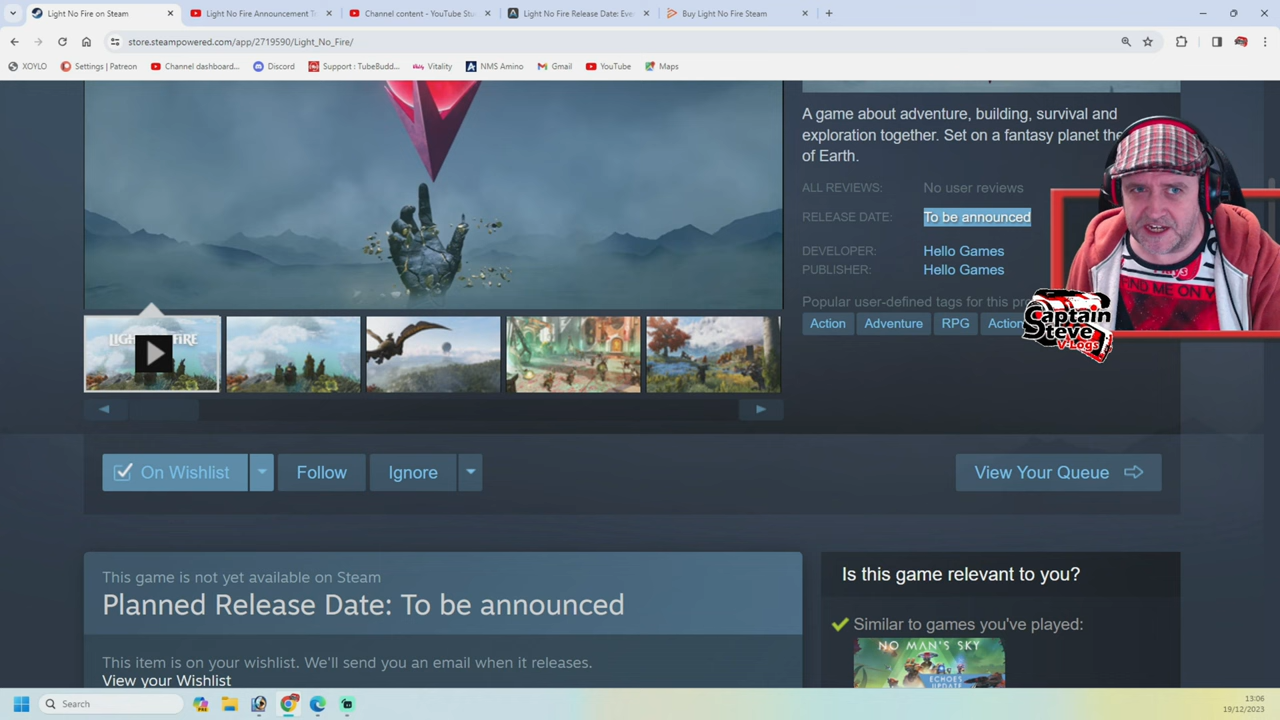 Light No Fire on Steam
Light No Fire Announcement T
Channel content - YouTube Stu
Light No Fire Release Date: Eve
Buy Light No Fire Steam
store.steampowered.com/app/2719590/Light_No_Fire/
XOYLO
Settings | Patreon
Channel dashboard...
Discord
Support : TubeBudd...
Vitality
NMS Amino
Gmail
YouTube
Maps
A game about adventure, building, survival and
exploration together. Set on a fantasy planet the
of Earth.
ALL REVIEWS: No user reviews
RELEASE DATE: To be announced
DEVELOPER: Hello Games
PUBLISHER: Hello Games
Popular user-defined tags for this pro
Action
Adventure
RPG
Action
Captain
Steve
V-Logs
On Wishlist
Follow
Ignore
View Your Queue
This game is not yet available on Steam
Planned Release Date: To be announced
This item is on your wishlist. We'll send you an email when it releases.
View your Wishlist
Is this game relevant to you?
Similar to games you've played:
NO MAN'S SKY
ECHOES
UPDATE
Search
13:06
19/12/2023